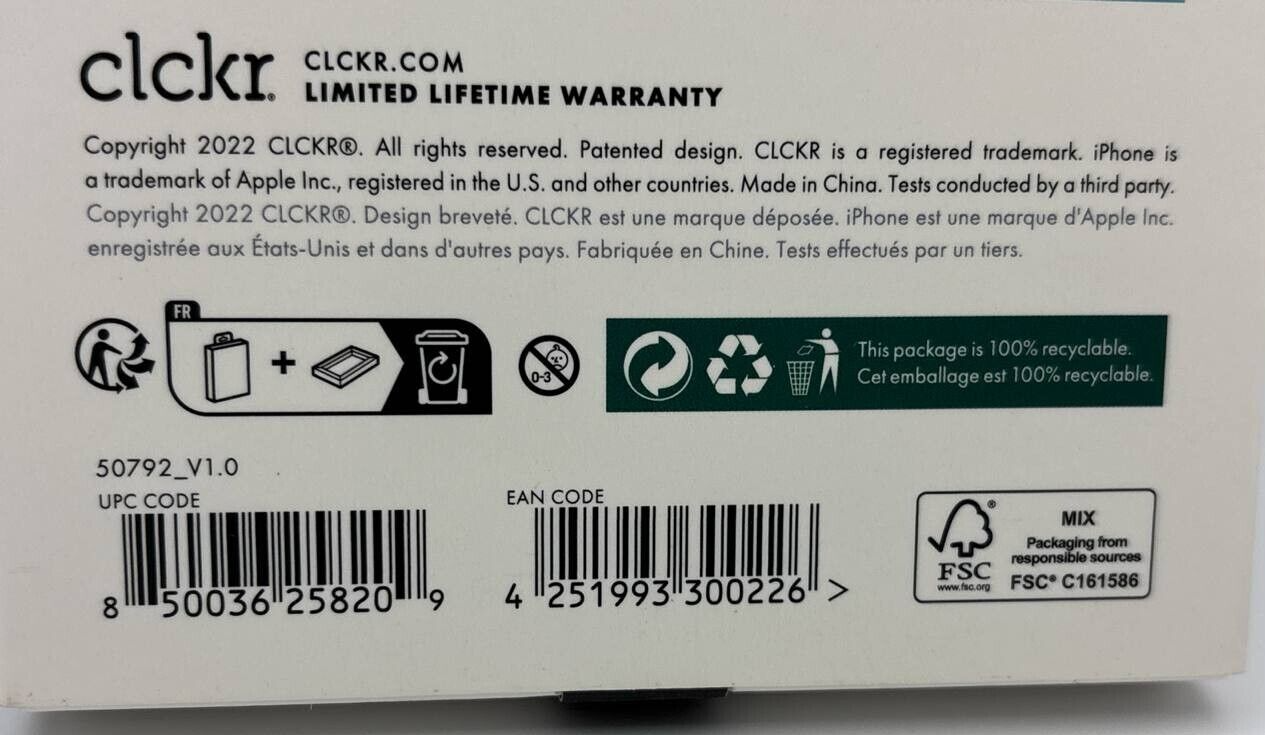 clckr®
CLCKR.COM
LIMITED LIFETIME WARRANTY
Copyright 2022 CLCKR®. All rights reserved. Patented design. CLCKR is a registered trademark. iPhone is
a trademark of Apple Inc., registered in the U.S. and other countries. Made in China. Tests conducted by a third party.
Copyright 2022 CLCKR®. Design breveté. CLCKR est une marque déposée. iPhone est une marque d'Apple Inc.
enregistrée aux États-Unis et dans d'autres pays. Fabriquée en Chine. Tests effectués par un tiers.
FR
+
0-3
This package is 100% recyclable.
Cet emballage est 100% recyclable.
50792_V1.0
UPC CODE
8 50036 25820 9
EAN CODE
4 251993 300226 >
®
FSC
www.fsc.org
MIX
Packaging from
responsible sources
FSC® C161586